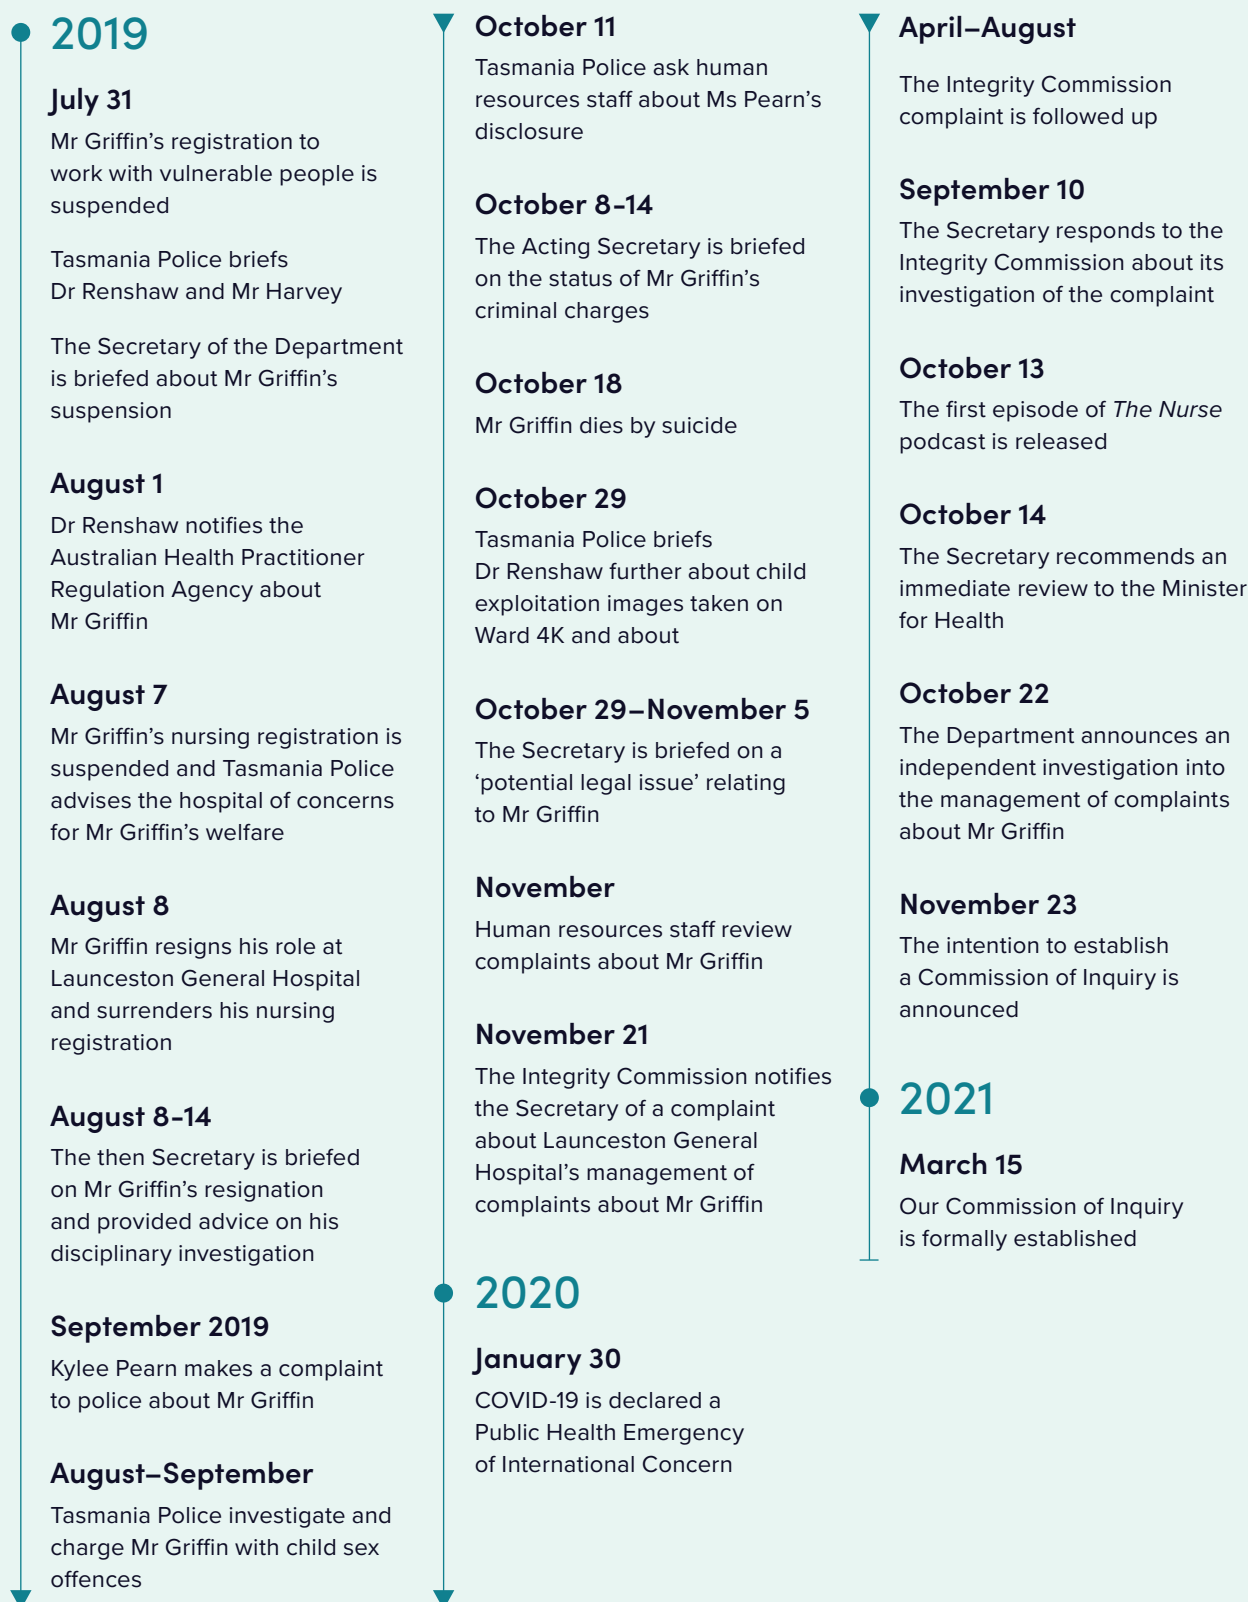 2019
July 31
Mr Griffin’s registration to
work with vulnerable people is
suspended
Tasmania Police briefs
Dr Renshaw and Mr Harvey
The Secretary of the Department
is briefed about Mr Griffin’s
suspension
August 1
Dr Renshaw notifies the
Australian Health Practitioner
Regulation Agency about
Mr Griffin
August 7
Mr Griffin’s nursing registration is
suspended and Tasmania Police
advises the hospital of concerns
for Mr Griffin’s welfare
August 8
Mr Griffin resigns his role at
Launceston General Hospital
and surrenders his nursing
registration
August 8–14
The then Secretary is briefed
on Mr Griffin’s resignation
and provided advice on his
disciplinary investigation
September 2019
Kylee Pearn makes a complaint
to police about Mr Griffin
August–September
Tasmania Police investigate and
charge Mr Griffin with child sex
offences
October 11
Tasmania Police ask human
resources staff about Ms Pearn’s
disclosure
October 8–14
The Acting Secretary is briefed
on the status of Mr Griffin’s
criminal charges
October 18
Mr Griffin dies by suicide
October 29
Tasmania Police briefs
Dr Renshaw further about child
exploitation images taken on
Ward 4K and about
October 29–November 5
The Secretary is briefed on a
‘potential legal issue’ relating
to Mr Griffin
November
Human resources staff review
complaints about Mr Griffin
November 21
The Integrity Commission notifies
the Secretary of a complaint
about Launceston General
Hospital’s management of
complaints about Mr Griffin
2020
January 30
COVID-19 is declared a
Public Health Emergency
of International Concern
April–August
The Integrity Commission
complaint is followed up
September 10
The Secretary responds to the
Integrity Commission about its
investigation of the complaint
October 13
The first episode of The Nurse
podcast is released
October 14
The Secretary recommends an
immediate review to the Minister
for Health
October 22
The Department announces an
independent investigation into
the management of complaints
about Mr Griffin
November 23
The intention to establish
a Commission of Inquiry is
announced
2021
March 15
Our Commission of Inquiry
is formally established